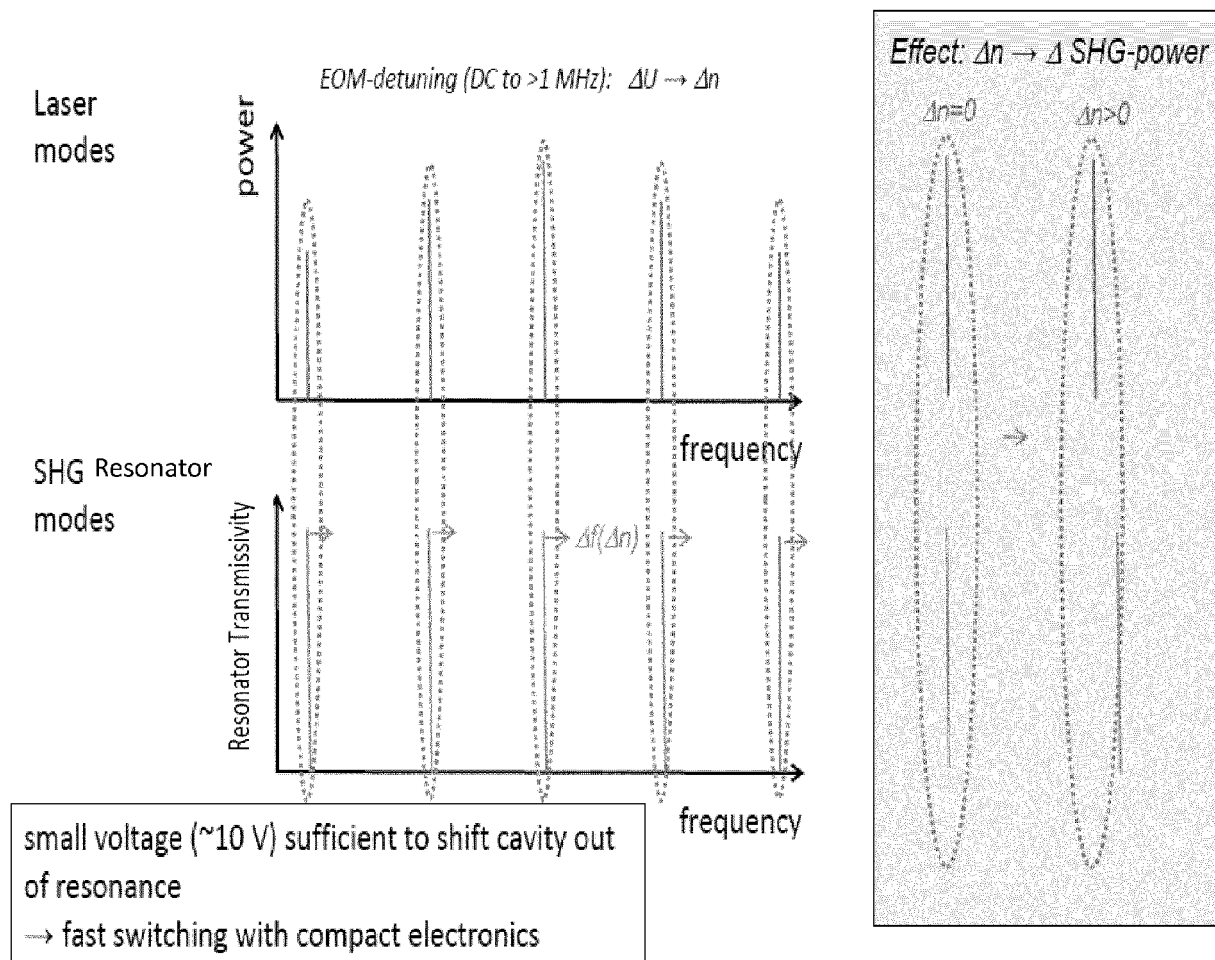 EOM-detuning (DC to >1 MHz): ΔU → Δn
Laser
modes
power
frequency
SHG Resonator
modes
Resonator Transmissivity
Δf(Δn)
frequency
small voltage (~10 V) sufficient to shift cavity out
of resonance
→ fast switching with compact electronics
Effect: Δn → Δ SHG-power
Δn=0
Δn>0